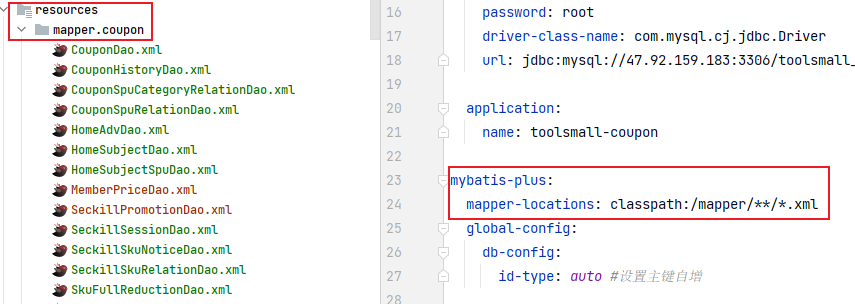 resources
mapper.coupon
CouponDao.xml
CouponHistoryDao.xml
CouponSpuCategoryRelationDao.xml
CouponSpuRelationDao.xml
HomeAdvDao.xml
HomeSubjectDao.xml
HomeSubjectSpuDao.xml
MemberPriceDao.xml
SeckillPromotionDao.xml
SeckillSessionDao.xml
SeckillSkuNoticeDao.xml
SeckillSkuRelationDao.xml
SkuFullReductionDao.xml
16 password: root
17 driver-class-name: com.mysql.cj.jdbc.Driver
18 url: jdbc:mysql://47.92.159.183:3306/toolsmall_
19
20 application:
21 name: toolsmall-coupon
22
23 mybatis-plus:
24 mapper-locations: classpath:/mapper/**/*.xml
25 global-config:
26 db-config:
27 id-type: auto #设置主键自增
28